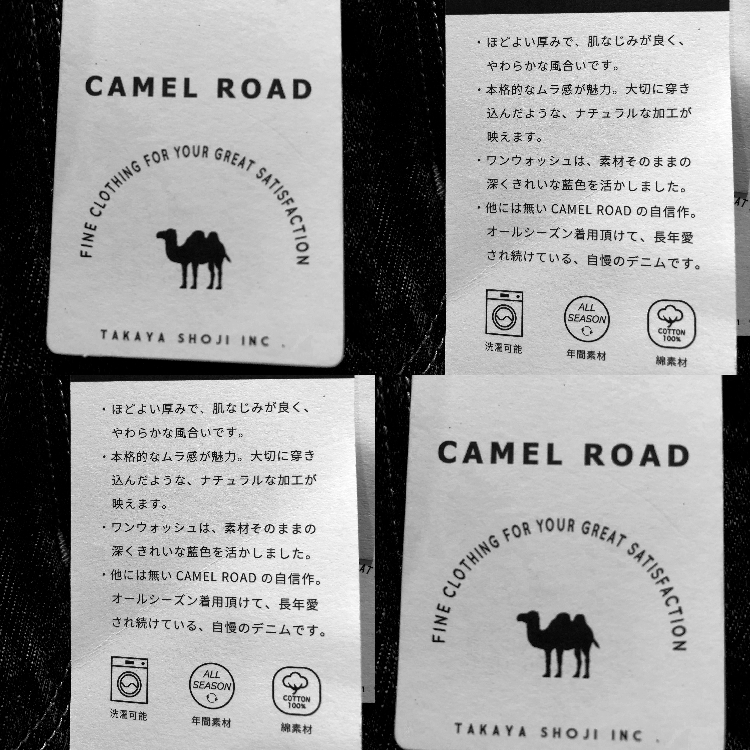 CAMEL ROAD
FINE CLOTHING FOR YOUR GREAT SATISFACTION
TAKAYA SHOJI INC.
・ほどよい厚みで、肌なじみが良く、
やわらかな風合いです。
・本格的なムラ感が魅力。大切に穿き
込んだような、ナチュラルな加工が
映えます。
・ワンウォッシュは、素材そのままの
深くきれいな藍色を活かしました。
・他には無い CAMEL ROAD の自信作。
オールシーズン着用頂けて、長年愛
され続けている、自慢のデニムです。
ALL
SEASON
COTTON
100%
洗濯可能
年間素材
綿素材
47
・ほどよい厚みで、肌なじみが良く、
やわらかな風合いです。
・本格的なムラ感が魅力。大切に穿き
込んだような、ナチュラルな加工が
映えます。
・ワンウォッシュは、素材そのままの
深くきれいな藍色を活かしました。
・他には無い CAMEL ROAD の自信作。
オールシーズン着用頂けて、長年愛
され続けている、自慢のデニムです。
ALL
SEASON
COTTON
100%
洗濯可能
年間素材
綿素材
47
CAMEL ROAD
FINE CLOTHING FOR YOUR GREAT SATISFACTION
TAKAYA SHOJI INC.